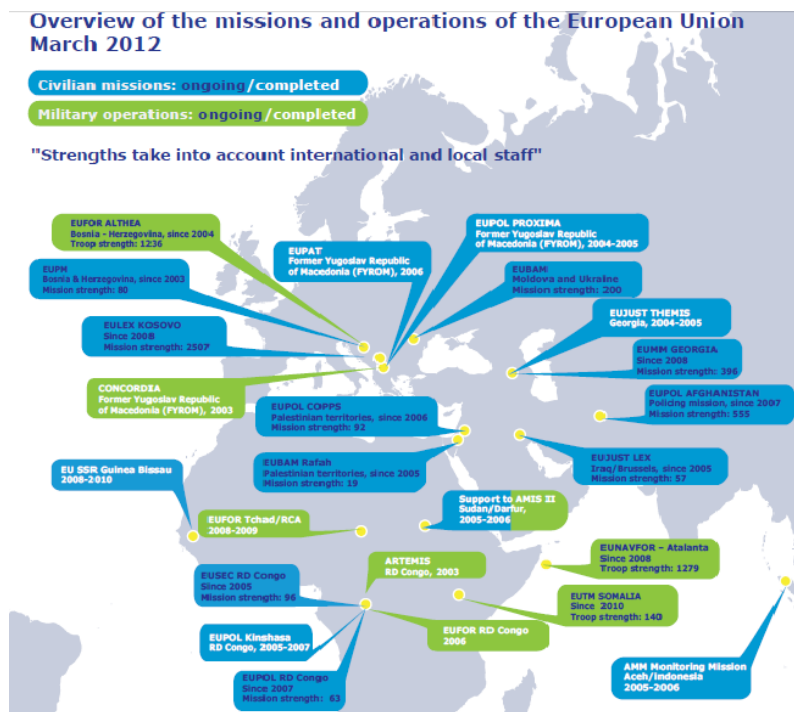 Overview of the missions and operations of the European Union
March 2012
Civilian missions: ongoing/completed
Military operations: ongoing/completed
"Strengths take into account international and local staff"
EUFOR ALTHEA
Bosnia - Herzegovina, since 2004
Troop strength: 1236
EUPM
Bosnia & Herzegovina, since 2003
Mission strength: 80
EULEX KOSOVO
Since 2008
Mission strength: 2507
CONCORDIA
Former Yugoslav Republic
of Macedonia (FYROM), 2003
EUPAT
Former Yugoslav Republic
of Macedonia (FYROM), 2006
EUPOL PROXIMA
Former Yugoslav Republic
of Macedonia (FYROM), 2004-2005
EUBAM
Moldova and Ukraine
Mission strength: 200
EUJUST THEMIS
Georgia, 2004-2005
EUMM GEORGIA
Since 2008
Mission strength: 396
EUPOL AFGHANISTAN
Policing mission, since 2007
Mission strength: 555
EUPOL COPPS
Palestinian territories, since 2006
Mission strength: 92
EUBAM Rafah
Palestinian territories, since 2005
Mission strength: 19
EUJUST LEX
Iraq/Brussels, since 2005
Mission strength: 57
EU SSR Guinea Bissau
2008-2010
EUFOR Tchad/RCA
2008-2009
Support to AMIS II
Sudan/Darfur,
2005-2006
EUNAVFOR – Atalanta
Since 2008
Troop strength: 1279
ARTEMIS
RD Congo, 2003
EUSEC RD Congo
Since 2005
Mission strength: 96
EUTM SOMALIA
Since 2010
Troop strength: 140
EUPOL Kinshasa
RD Congo, 2005-2007
EUFOR RD Congo
2006
EUPOL RD Congo
Since 2007
Mission strength: 63
AMM Monitoring Mission
Aceh/Indonesia
2005-2006